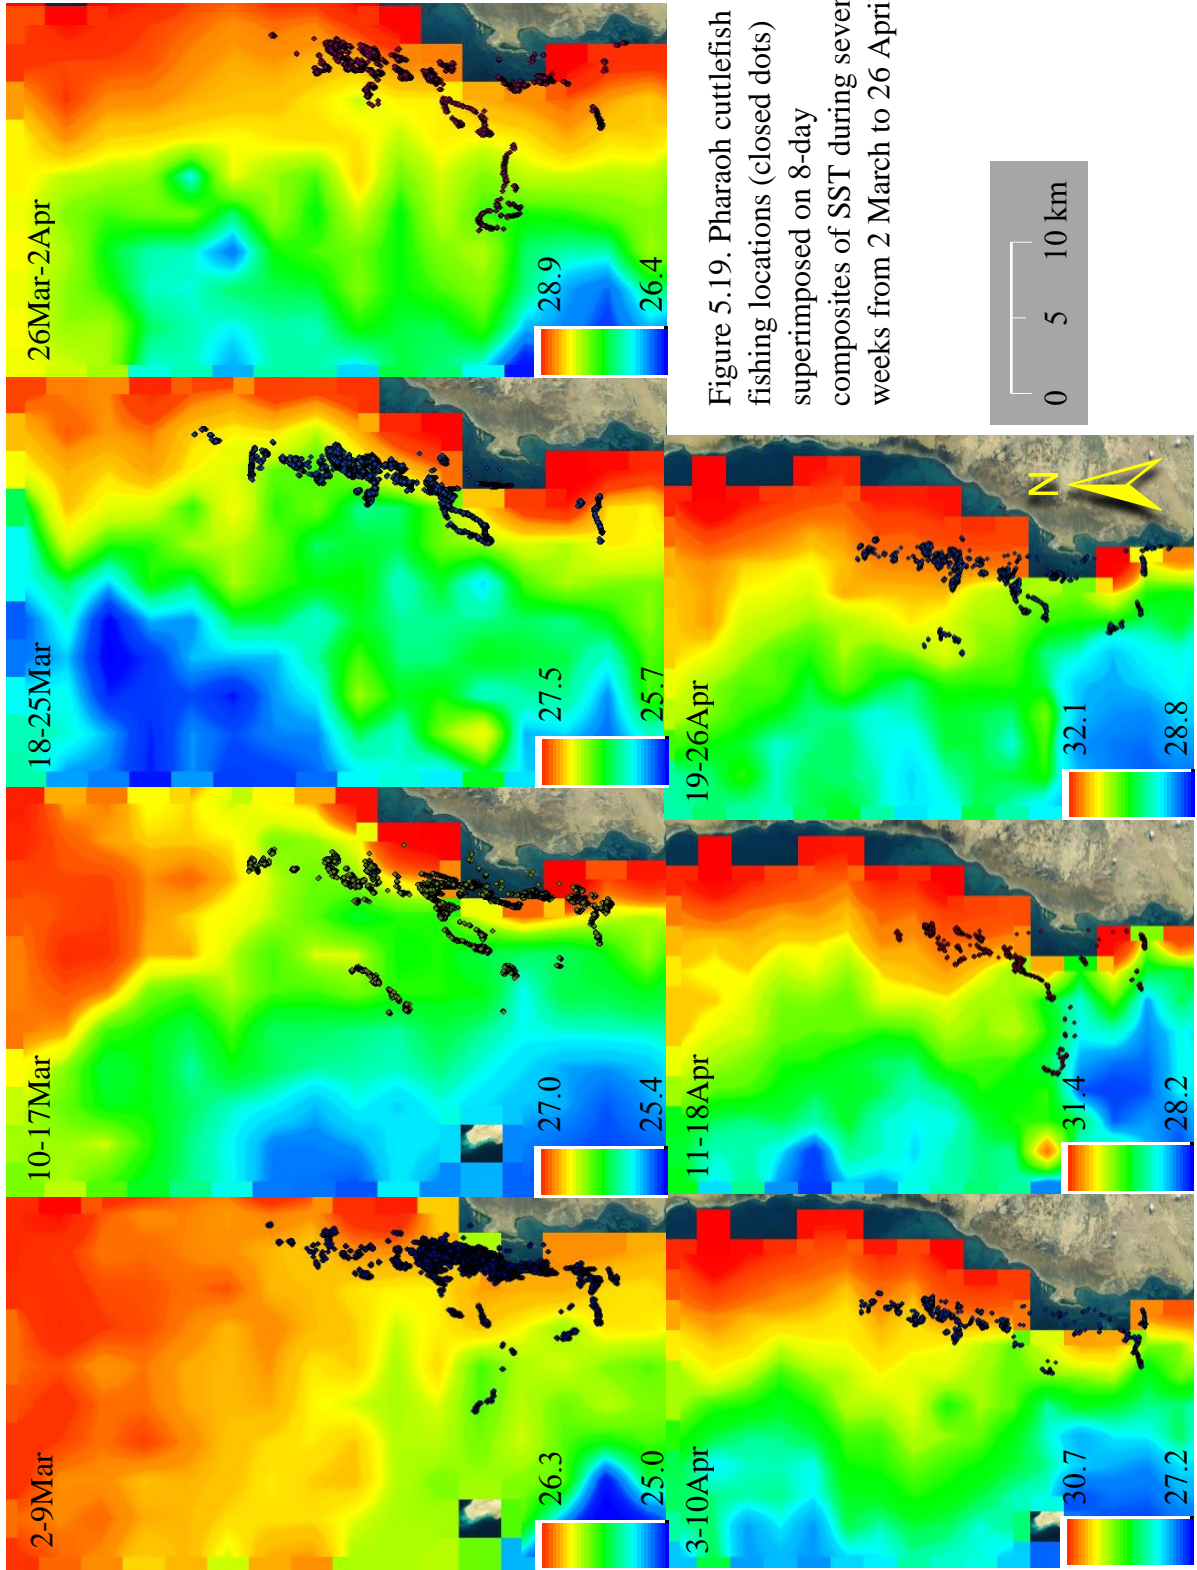 2-9Mar
26.3
25.0
10-17Mar
27.0
25.4
18-25Mar
27.5
25.7
26Mar-2Apr
28.9
26.4
3-10Apr
30.7
27.2
11-18Apr
31.4
28.2
19-26Apr
32.1
28.8
N
Figure 5.19. Pharaoh cuttlefish
fishing locations (closed dots)
superimposed on 8-day
composites of SST during seven
weeks from 2 March to 26 April
0 5 10 km